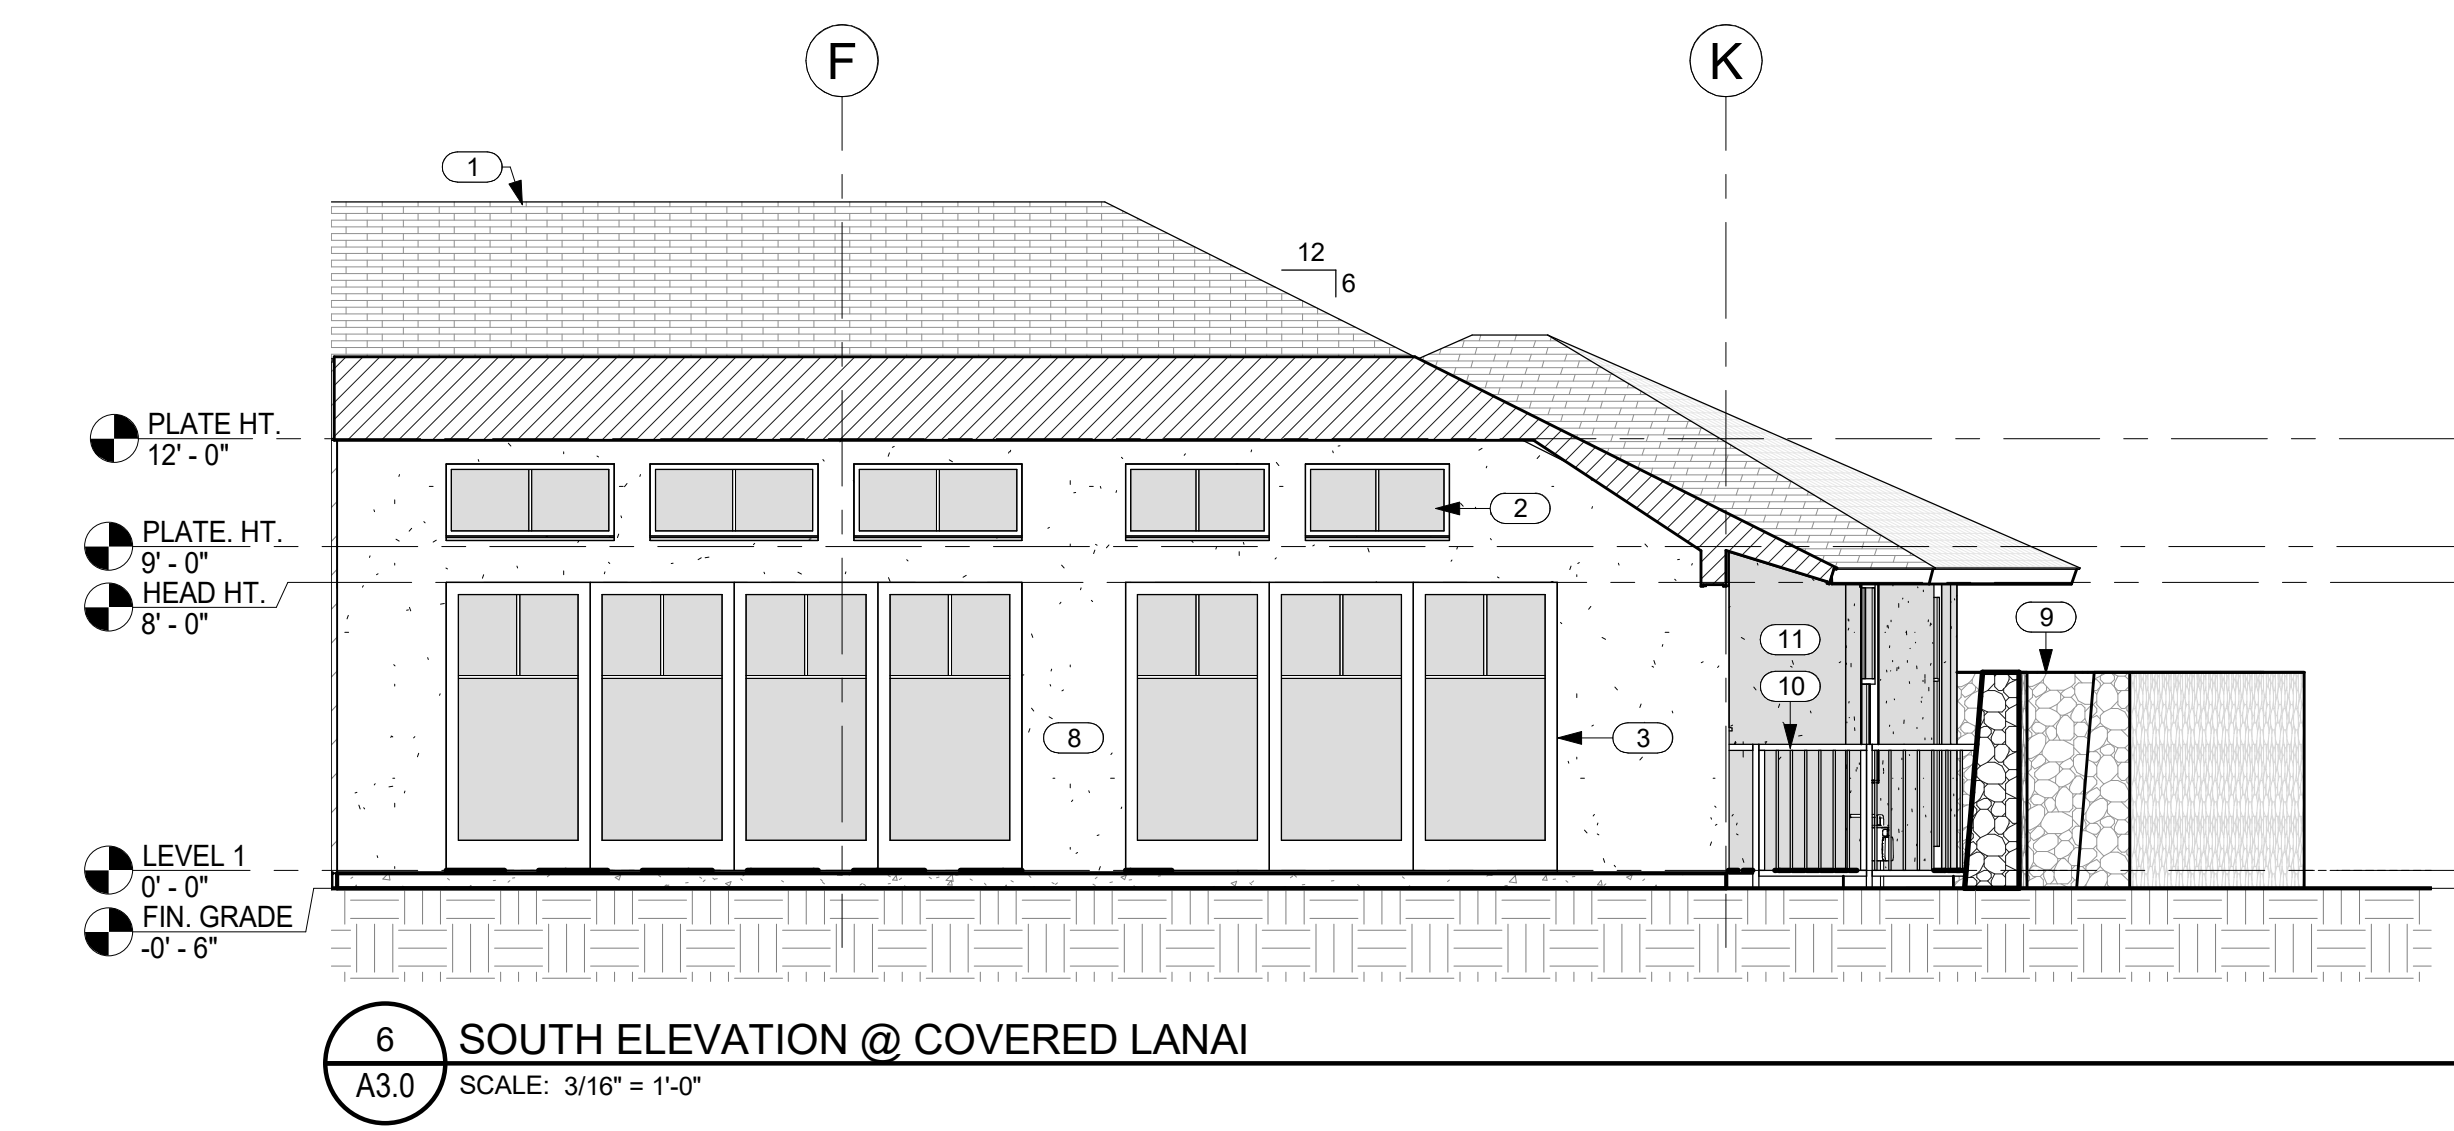 F
K
1
12
6
PLATE HT.
12' - 0"
2
PLATE. HT.
9' - 0"
HEAD HT.
8' - 0"
9
11
10
8
3
LEVEL 1
0' - 0"
FIN. GRADE
-0' - 6"
6
SOUTH ELEVATION @ COVERED LANAI
A3.0
SCALE: 3/16" = 1'-0"